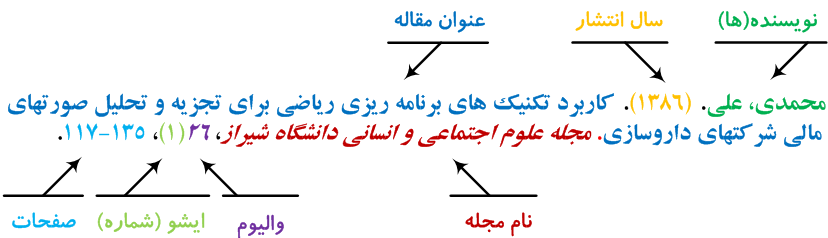 نویسنده(ها) سال انتشار عنوان مقاله
محمدی، علی. (۱۳۸۶). کاربرد تکنیک های برنامه ریزی ریاضی برای تجزیه و تحلیل صورتهای
مالی شرکتهای داروسازی. مجله علوم اجتماعی و انسانی دانشگاه شیراز، ۲۶(۱)، ۱۳۵-۱۱۷.
نام مجله والیوم ایشو (شماره) صفحات